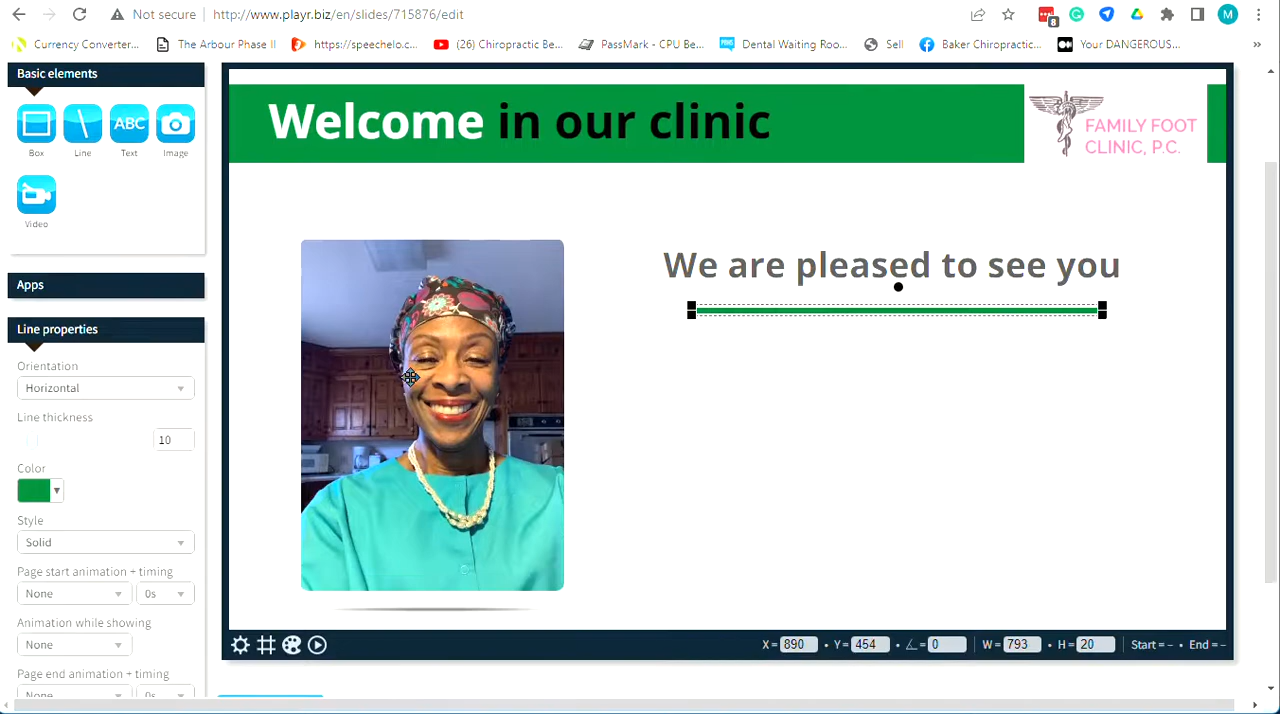 Not secure
http://www.playr.biz/en/slides/715876/edit
8
M
Currency Converter...
The Arbour Phase II
https://speechelo.c...
(26) Chiropractic Be...
PassMark - CPU Be...
Dental Waiting Roo...
Sell
Baker Chiropractic...
Your DANGEROUS...
»
Basic elements
ABC
Box
Line
Text
Image
Video
Apps
Line properties
Orientation
Horizontal
Line thickness
10
Color
Style
Solid
Page start animation + timing
None
0s
Animation while showing
None
Page end animation + timing
None
0s
Welcome in our clinic
FAMILY FOOT
CLINIC, P.C.
We are pleased to see you
X = 890 • Y = 454 • ∠ = 0 W = 793 • H = 20 Start = – • End = –